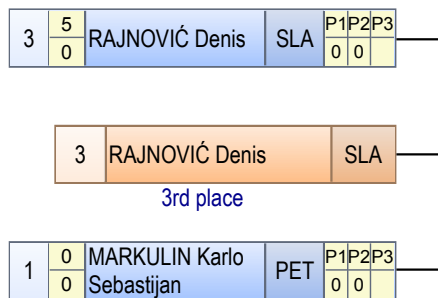 3 5 RAJNOVIĆ Denis SLA P1 P2 P3
0 0 0
3 RAJNOVIĆ Denis SLA
3rd place
1 0 MARKULIN Karlo PET P1 P2 P3
0 Sebastijan 0 0